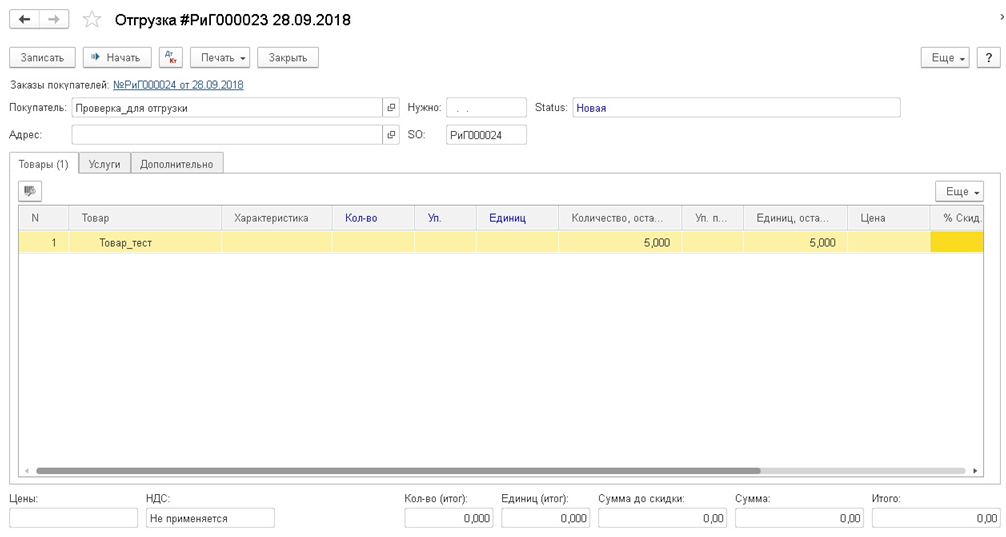 Отгрузка #РиГ000023 28.09.2018
Записать Начать Дт Кт Печать Закрыть Еще ?
Заказы покупателей: №РиГ000024 от 28.09.2018
Покупатель: Проверка_для отгрузки Нужно: . . Status: Новая
Адрес: SO: РиГ000024
Товары (1) Услуги Дополнительно
Еще
N Товар Характеристика Кол-во Уп. Единиц Количество, оста... Уп. п... Единиц, оста... Цена % Скид.
1 Товар_тест 5,000 5,000
Цены: НДС: Кол-во (итог): Единиц (итог): Сумма до скидки: Сумма: Итого:
Не применяется 0,000 0,000 0,00 0,00 0,00